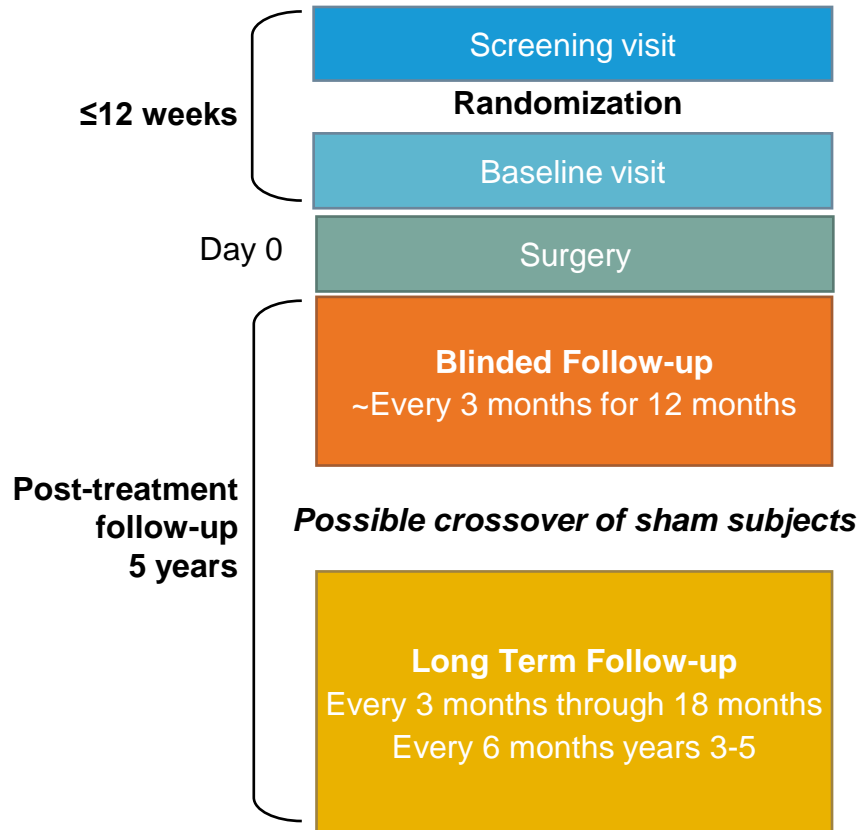 Screening visit
≤12 weeks
Randomization
Baseline visit
Day 0
Surgery
Blinded Follow-up
~Every 3 months for 12 months
Post-treatment
follow-up
5 years
Possible crossover of sham subjects
Long Term Follow-up
Every 3 months through 18 months
Every 6 months years 3-5